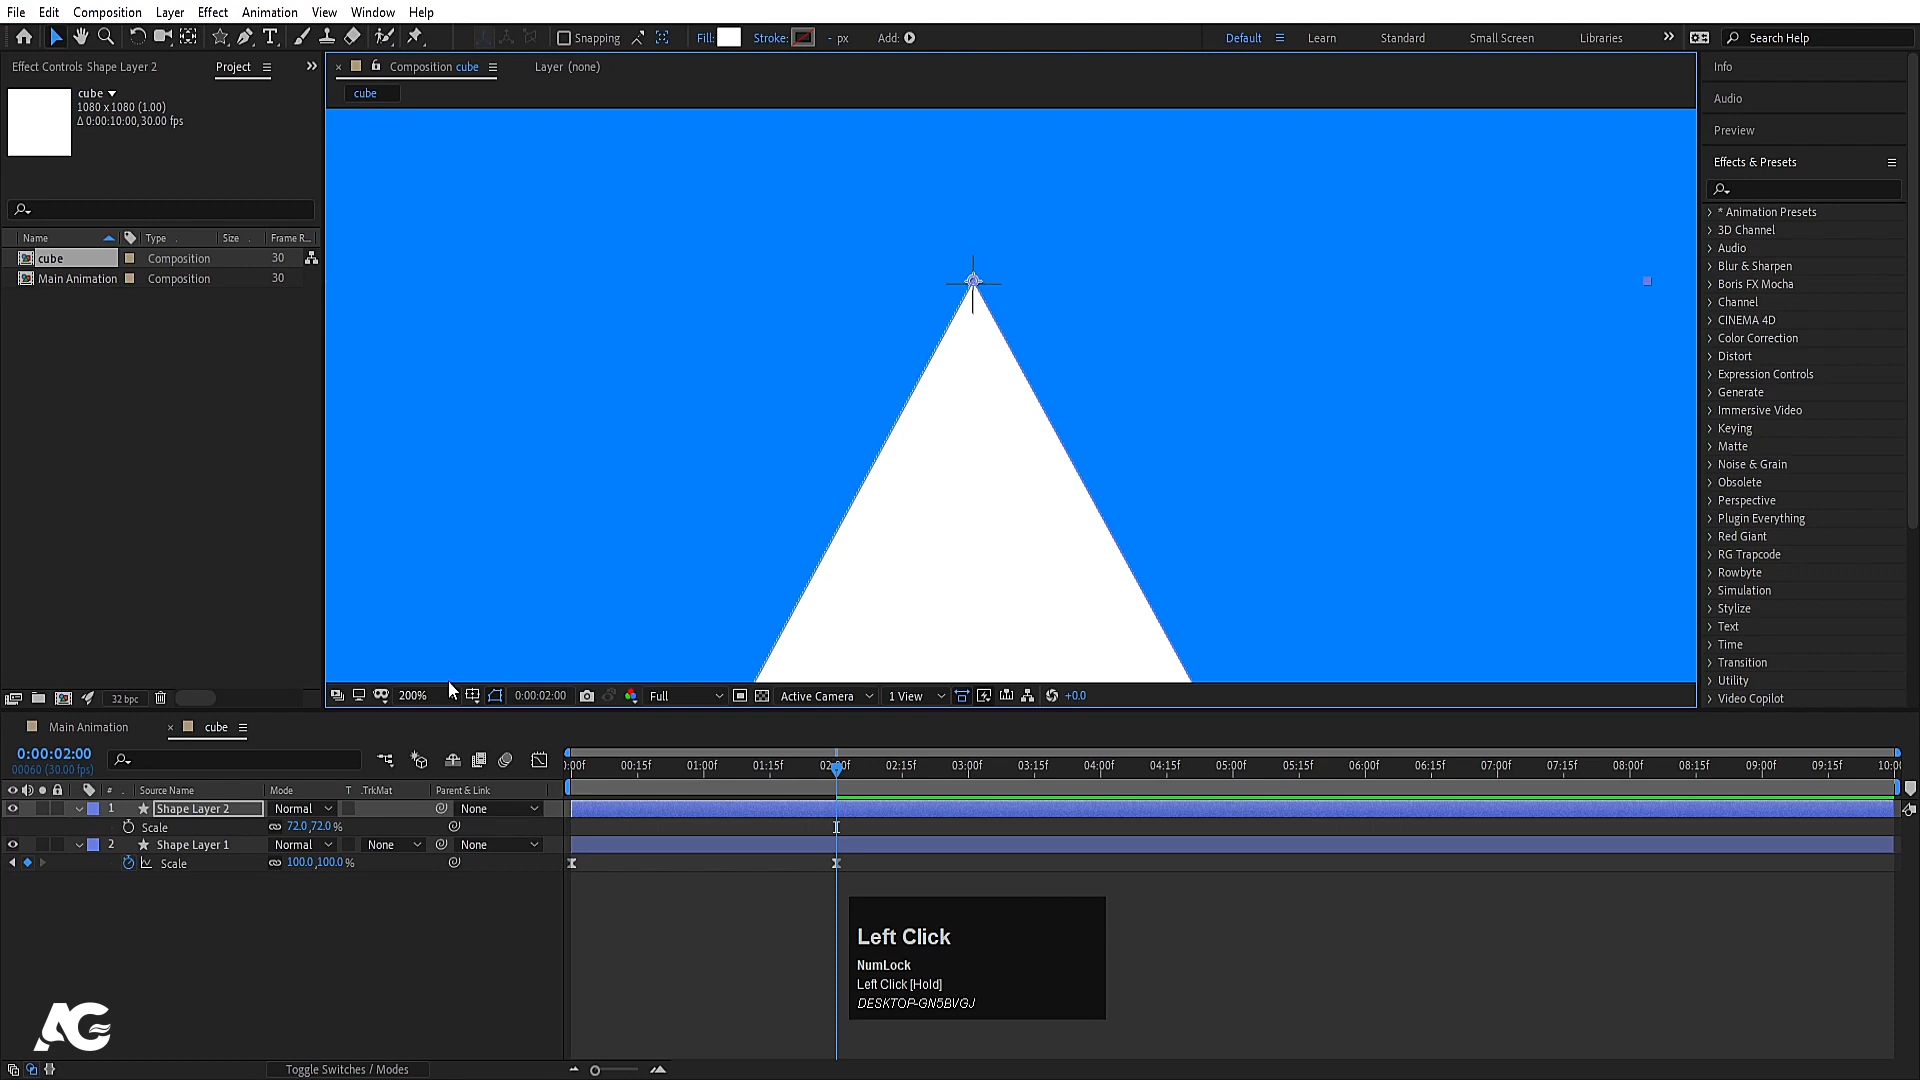 File Edit Composition Layer Effect Animation View Window Help
Snapping Fill: Stroke: - px Add: Default Learn Standard Small Screen Libraries Search Help
Effect Controls Shape Layer 2 Project
Composition cube Layer (none)
cube
cube
1080 x 1080 (1.00)
Δ 0:00:10:00, 30.00 fps
Name Type Size Frame R...
cube Composition 30
Main Animation Composition 30
32 bpc
200% 0:00:02:00 Full Active Camera 1 View +0.0
Info
Audio
Preview
Effects & Presets
* Animation Presets
3D Channel
Audio
Blur & Sharpen
Boris FX Mocha
Channel
CINEMA 4D
Color Correction
Distort
Expression Controls
Generate
Immersive Video
Keying
Matte
Noise & Grain
Obsolete
Perspective
Plugin Everything
Red Giant
RG Trapcode
Rowbyte
Simulation
Stylize
Text
Time
Transition
Utility
Video Copilot
Main Animation cube
0:00:02:00
00060 (30.00 fps)
:00f 00:15f 01:00f 01:15f 02:00f 02:15f 03:00f 03:15f 04:00f 04:15f 05:00f 05:15f 06:00f 06:15f 07:00f 07:15f 08:00f 08:15f 09:00f 09:15f 10:00
# Source Name Mode T .TrkMat Parent & Link
1 Shape Layer 2 Normal None
Scale 72.0,72.0%
2 Shape Layer 1 Normal None None
Scale 100.0,100.0%
Left Click
NumLock
Left Click [Hold]
DESKTOP-GN5BVGJ
AG
Toggle Switches / Modes